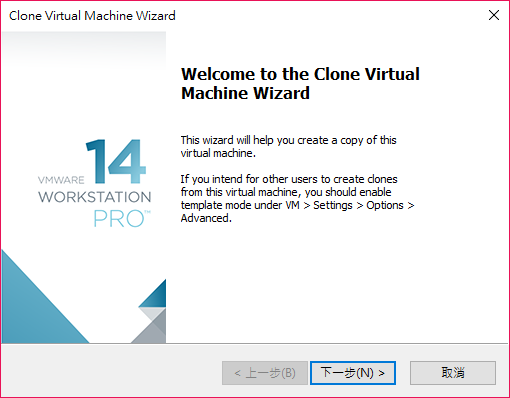 Clone Virtual Machine Wizard
Welcome to the Clone Virtual
Machine Wizard
This wizard will help you create a copy of this
virtual machine.
If you intend for other users to create clones
from this virtual machine, you should enable
template mode under VM > Settings > Options >
Advanced.
14
VMWARE
WORKSTATION
PRO™
< 上一步(B)
下一步(N) >
取消